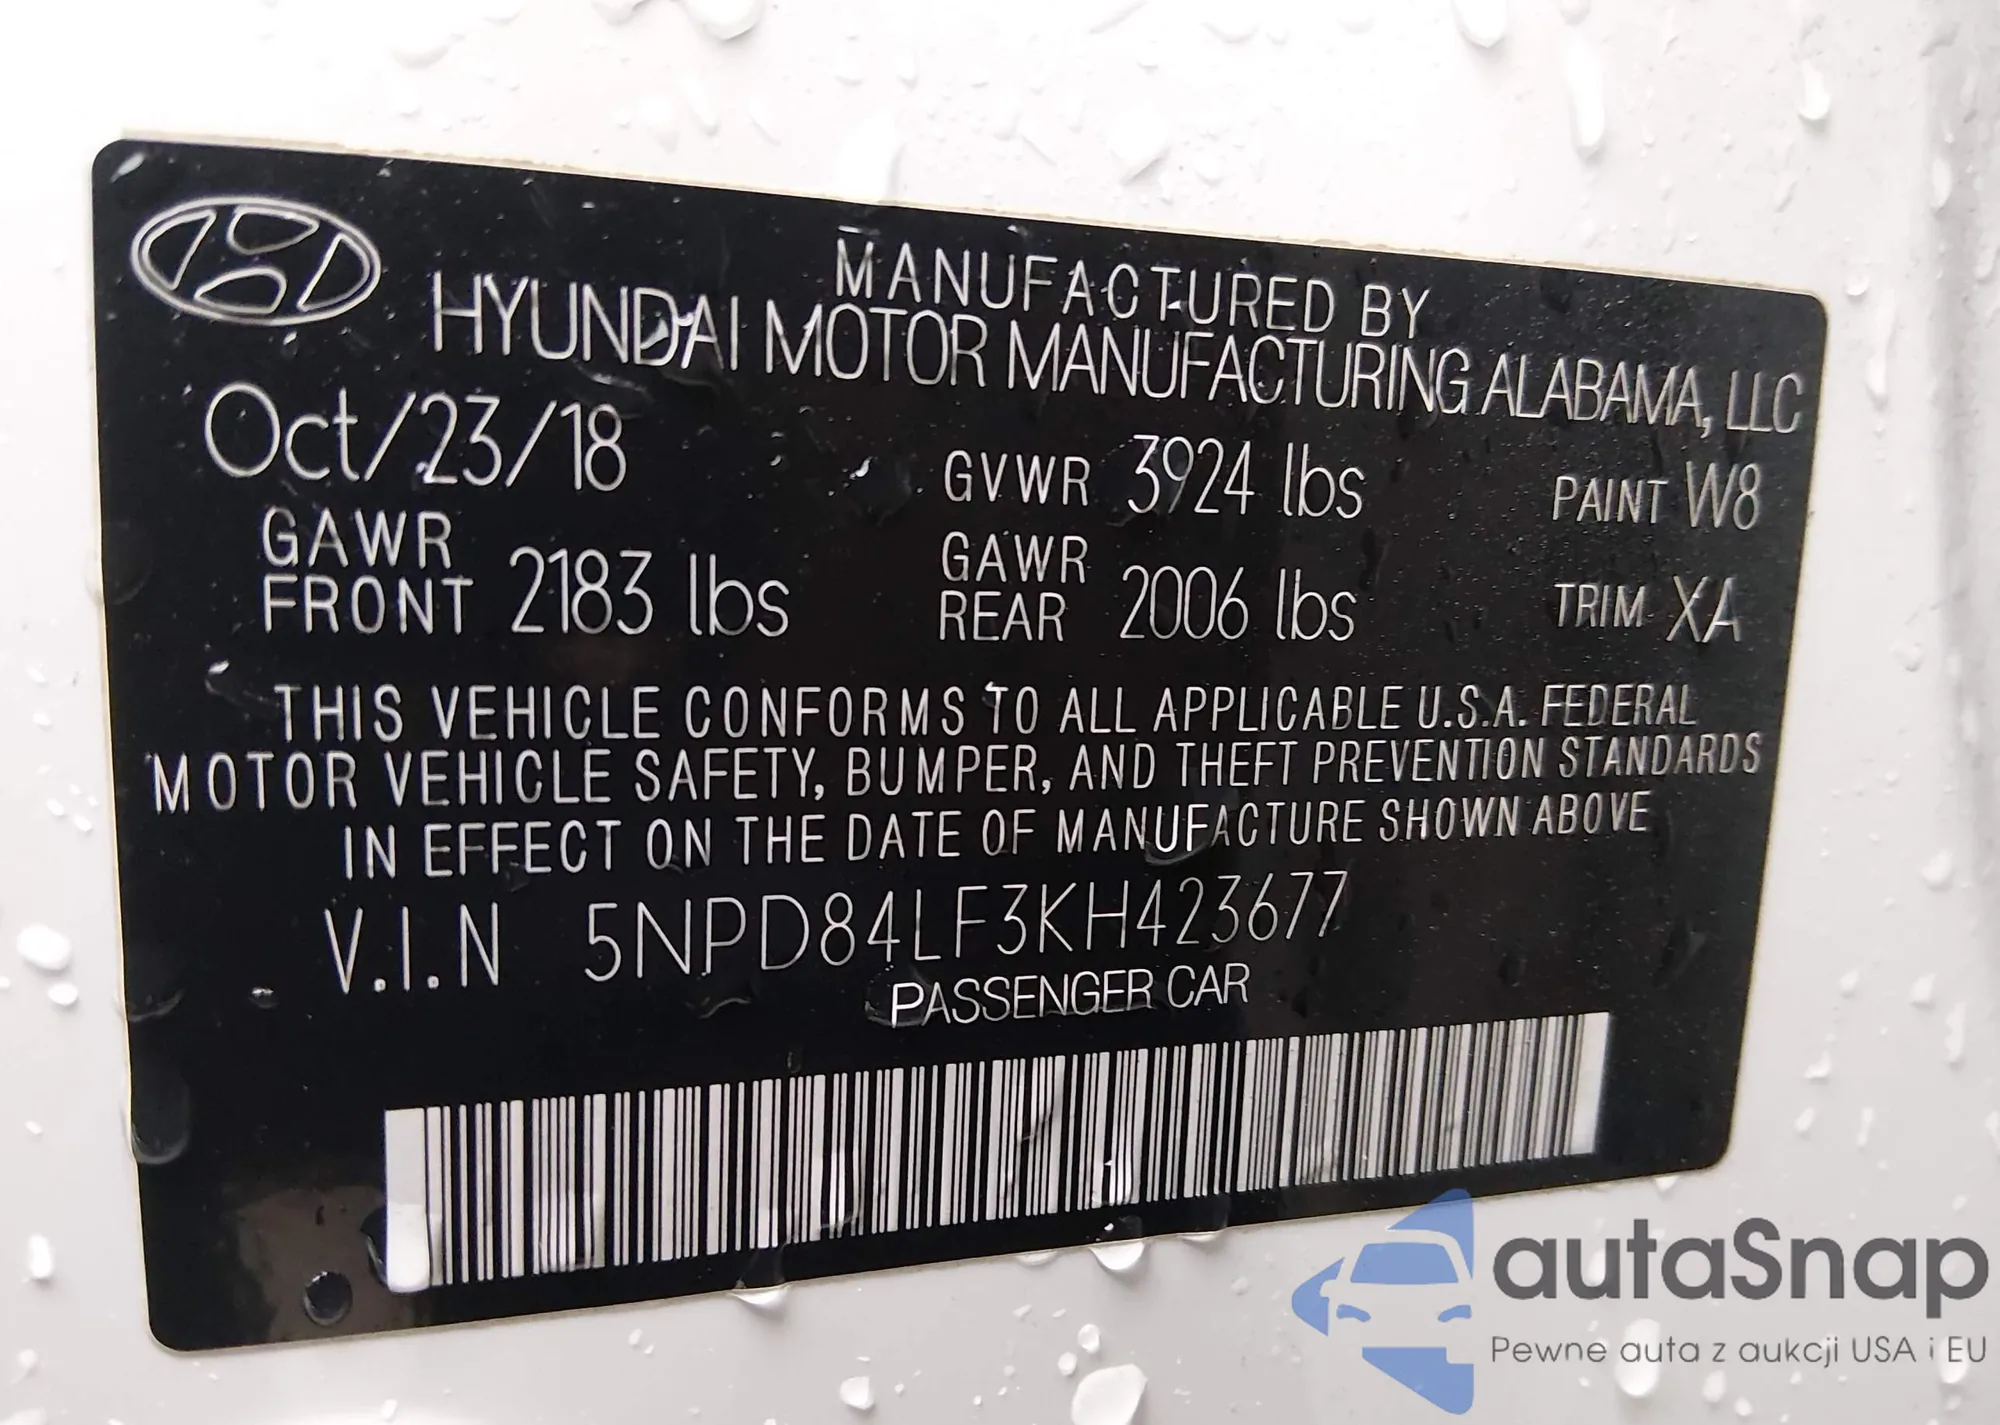 MANUFACTURED BY
HYUNDAI MOTOR MANUFACTURING ALABAMA, LLC
Oct/23/18
GVWR 3924 lbs
PAINT W8
GAWR FRONT 2183 lbs
GAWR REAR 2006 lbs
TRIM XA
THIS VEHICLE CONFORMS TO ALL APPLICABLE U.S.A. FEDERAL
MOTOR VEHICLE SAFETY, BUMPER, AND THEFT PREVENTION STANDARDS
IN EFFECT ON THE DATE OF MANUFACTURE SHOWN ABOVE
V.I.N 5NPD84LF3KH423677
PASSENGER CAR
autaSnap
Pewne auta z aukcji USA i EU